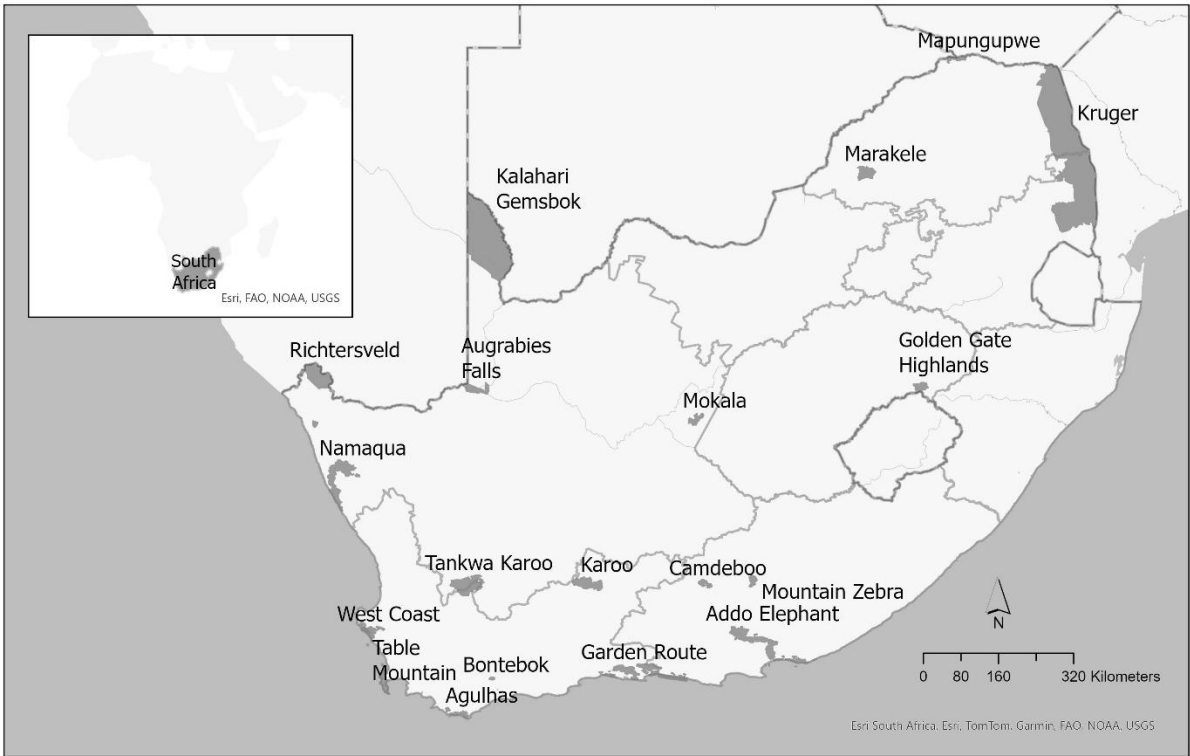 Mapungupwe
Kruger
Marakele
Kalahari
Gemsbok
South
Africa
Esri, FAO, NOAA, USGS
Golden Gate
Highlands
Richtersveld
Augrabies
Falls
Mokala
Namaqua
Tankwa Karoo
Karoo
Camdeboo
Mountain Zebra
Addo Elephant
West Coast
Table
Mountain
Bontebok
Agulhas
Garden Route
N
0 80 160 320 Kilometers
Esri South Africa, Esri, TomTom, Garmin, FAO, NOAA, USGS